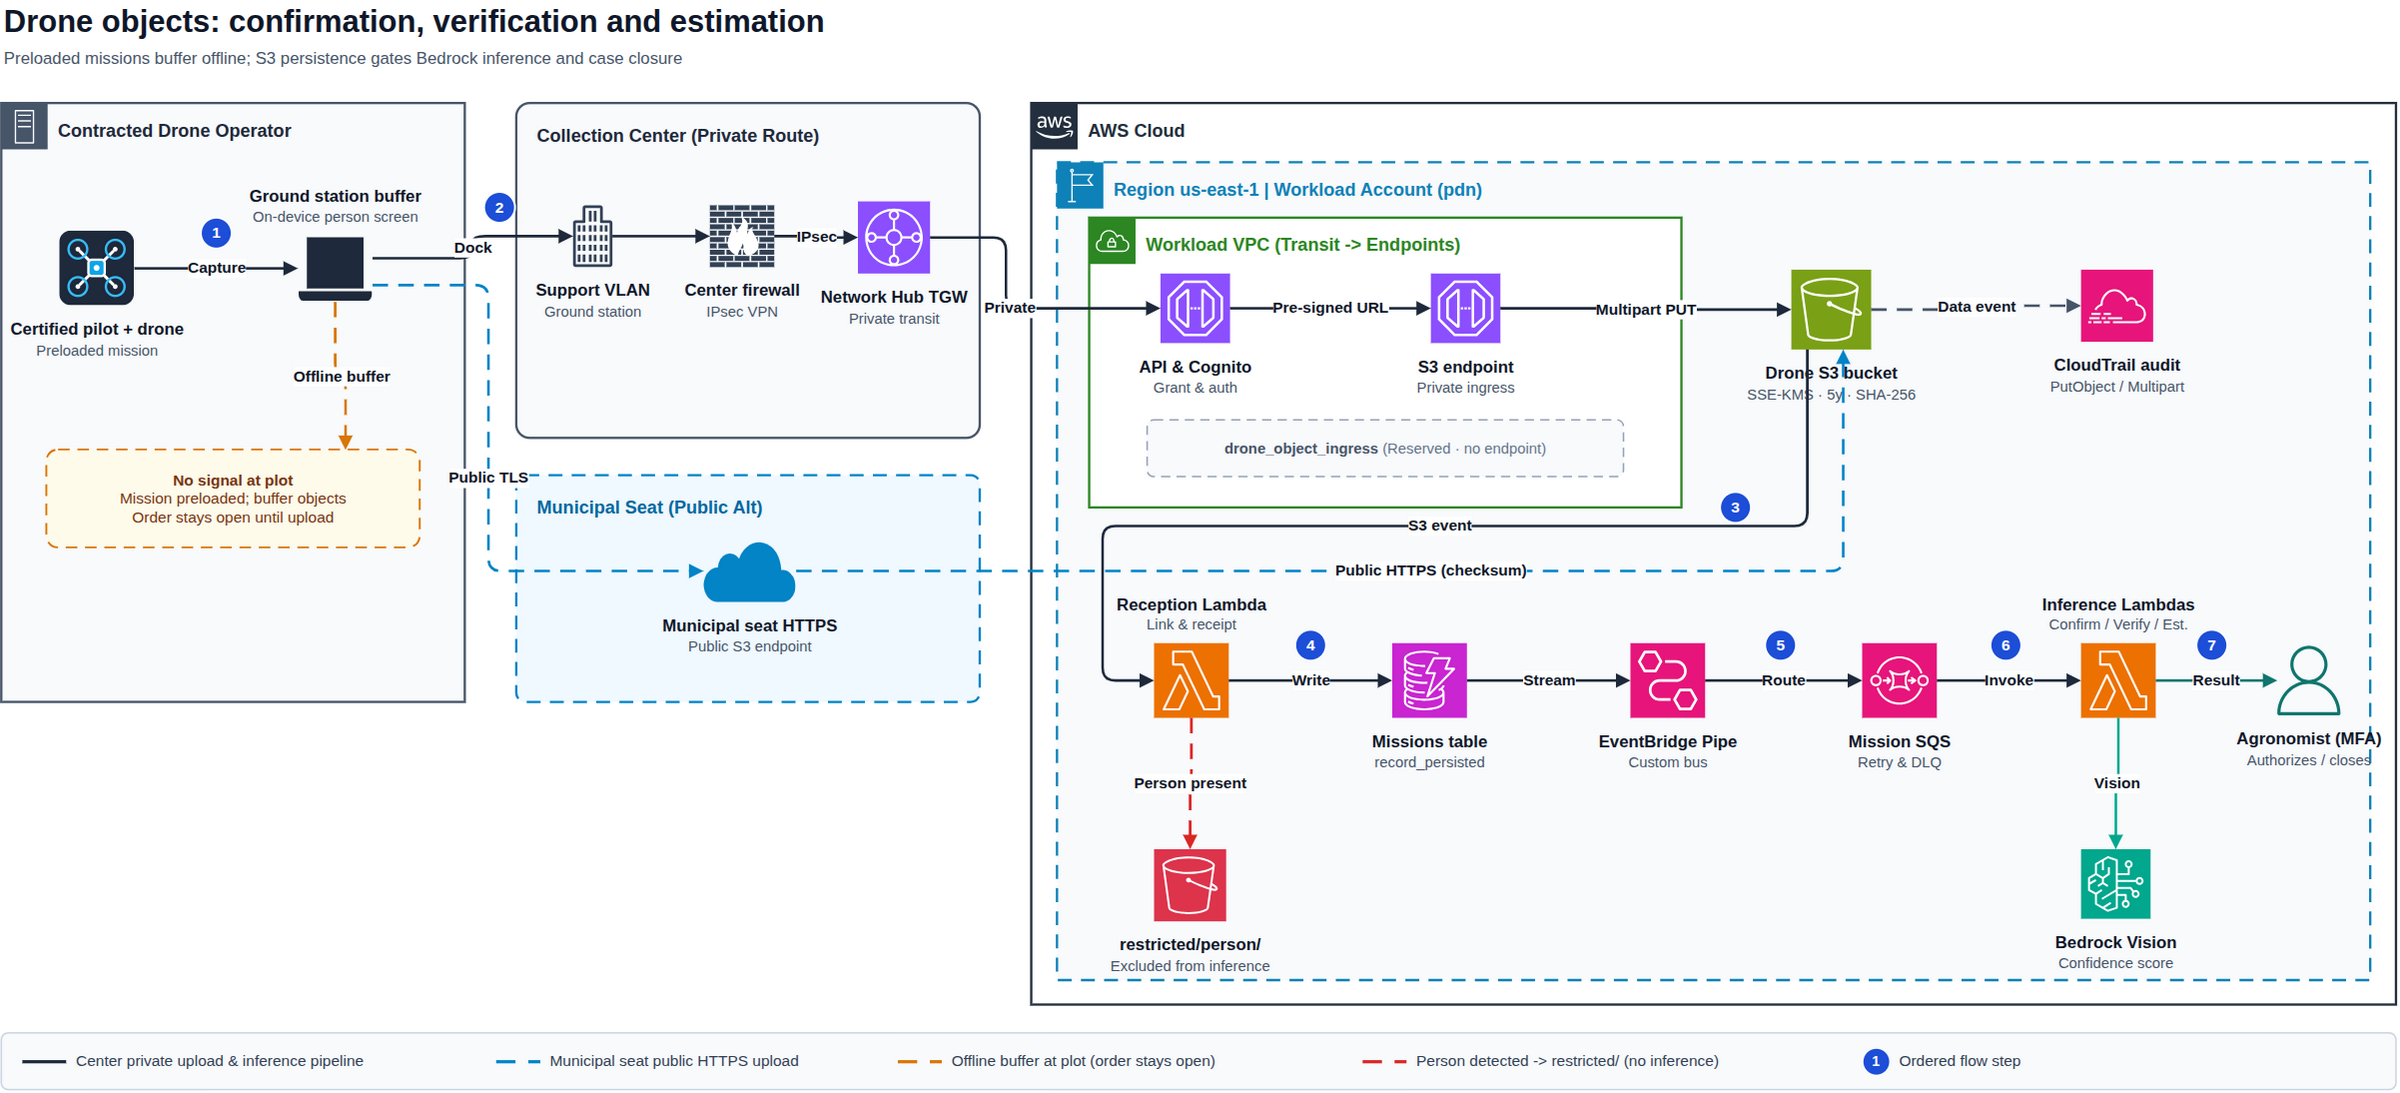 Drone objects: confirmation, verification and estimation
Preloaded missions buffer offline; S3 persistence gates Bedrock inference and case closure
Contracted Drone Operator
Ground station buffer
On-device person screen
1
Capture
Certified pilot + drone
Preloaded mission
Offline buffer
No signal at plot
Mission preloaded; buffer objects
Order stays open until upload
2
Dock
Public TLS
Collection Center (Private Route)
IPsec
Support VLAN
Ground station
Center firewall
IPsec VPN
Network Hub TGW
Private transit
Private
Municipal Seat (Public Alt)
Municipal seat HTTPS
Public S3 endpoint
aws
AWS Cloud
Region us-east-1 | Workload Account (pdn)
Workload VPC (Transit -> Endpoints)
Pre-signed URL
Multipart PUT
Data event
API & Cognito
Grant & auth
S3 endpoint
Private ingress
Drone S3 bucket
SSE-KMS · 5y · SHA-256
CloudTrail audit
PutObject / Multipart
drone_object_ingress (Reserved · no endpoint)
3
S3 event
Public HTTPS (checksum)
Reception Lambda
Link & receipt
4
Write
Missions table
record_persisted
Stream
EventBridge Pipe
Custom bus
5
Route
Mission SQS
Retry & DLQ
6
Invoke
Inference Lambdas
Confirm / Verify / Est.
7
Result
Agronomist (MFA)
Authorizes / closes
Person present
restricted/person/
Excluded from inference
Vision
Bedrock Vision
Confidence score
Center private upload & inference pipeline
Municipal seat public HTTPS upload
Offline buffer at plot (order stays open)
Person detected -> restricted/ (no inference)
1
Ordered flow step